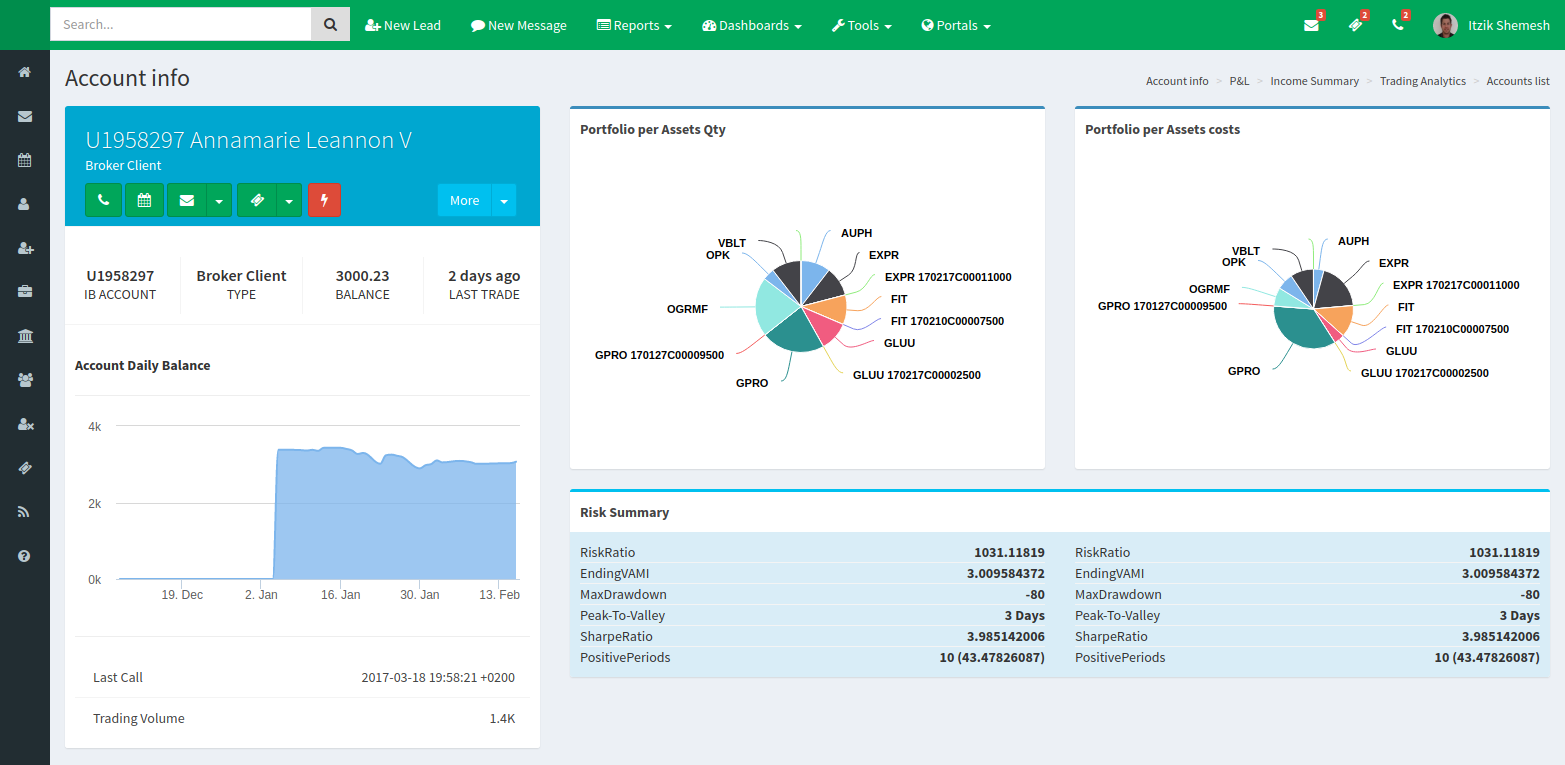 Search...
New Lead
New Message
Reports
Dashboards
Tools
Portals
3
2
2
Itzik Shemesh
Account info
Account info > P&L > Income Summary > Trading Analytics > Accounts list
U1958297 Annamarie Leannon V
Broker Client
More
U1958297
IB ACCOUNT
Broker Client
TYPE
3000.23
BALANCE
2 days ago
LAST TRADE
Account Daily Balance
4k
2k
0k
19. Dec
2. Jan
16. Jan
30. Jan
13. Feb
Last Call 2017-03-18 19:58:21 +0200
Trading Volume 1.4K
Portfolio per Assets Qty
AUPH
EXPR
EXPR 170217C00011000
FIT
FIT 170210C00007500
GLUU
GLUU 170217C00002500
GPRO
GPRO 170127C00009500
OGRMF
OPK
VBLT
Portfolio per Assets costs
AUPH
EXPR
EXPR 170217C00011000
FIT
FIT 170210C00007500
GLUU
GLUU 170217C00002500
GPRO
GPRO 170127C00009500
OGRMF
OPK
VBLT
Risk Summary
RiskRatio 1031.11819
EndingVAMI 3.009584372
MaxDrawdown -80
Peak-To-Valley 3 Days
SharpeRatio 3.985142006
PositivePeriods 10 (43.47826087)
RiskRatio 1031.11819
EndingVAMI 3.009584372
MaxDrawdown -80
Peak-To-Valley 3 Days
SharpeRatio 3.985142006
PositivePeriods 10 (43.47826087)